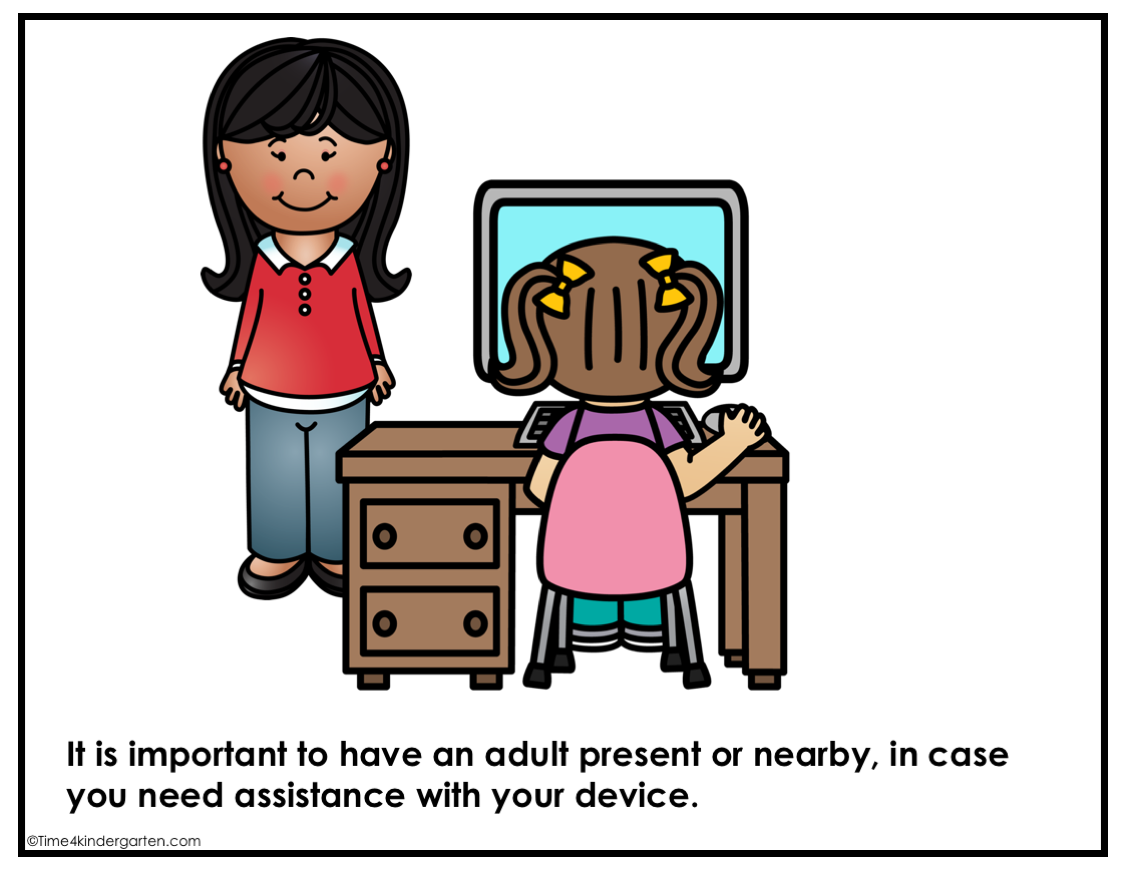 It is important to have an adult present or nearby, in case
you need assistance with your device.
©Time4kindergarten.com